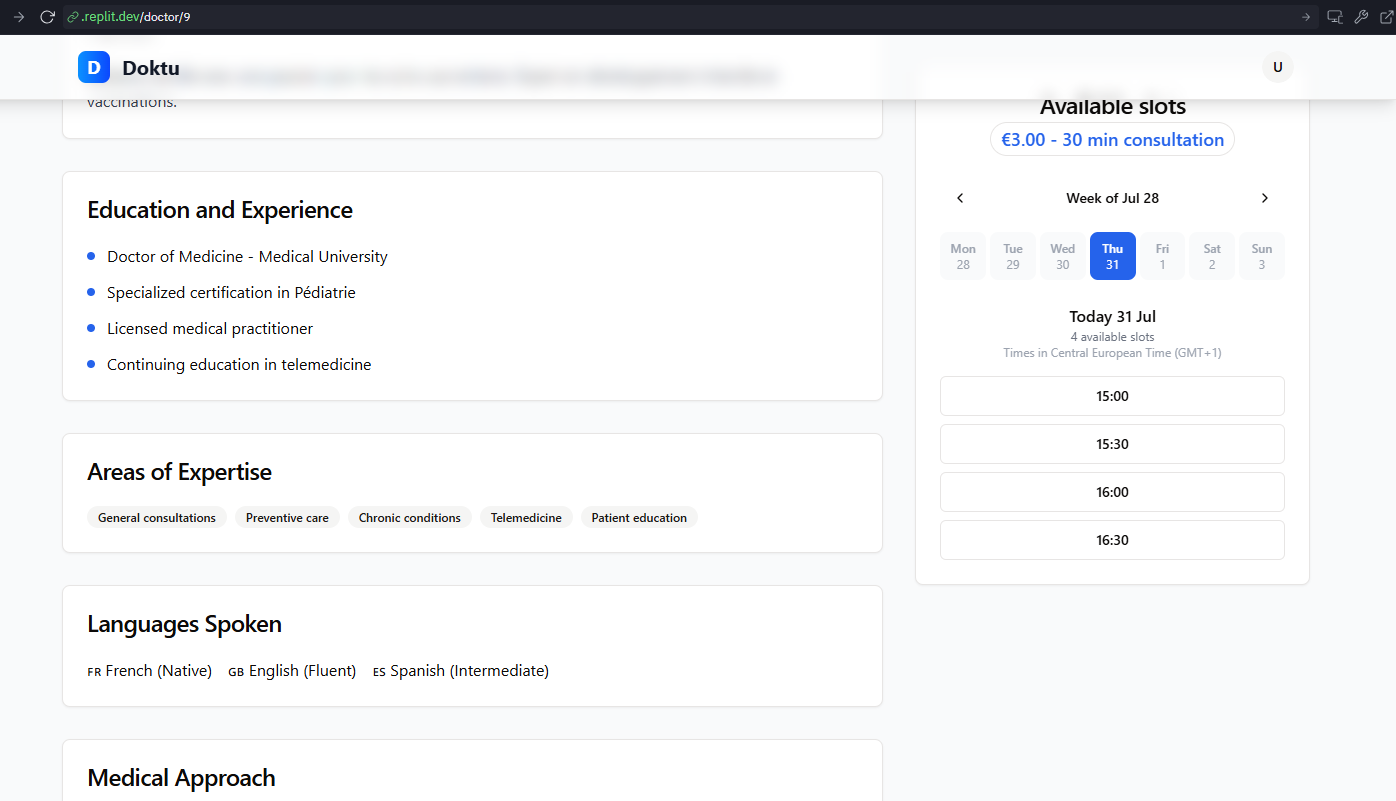 .replit.dev/doctor/9
D Doktu
U
vaccinations.
Education and Experience
Doctor of Medicine - Medical University
Specialized certification in Pédiatrie
Licensed medical practitioner
Continuing education in telemedicine
Areas of Expertise
General consultations Preventive care Chronic conditions Telemedicine Patient education
Languages Spoken
FR French (Native) GB English (Fluent) ES Spanish (Intermediate)
Medical Approach
Available slots
€3.00 - 30 min consultation
Week of Jul 28
Mon Tue Wed Thu Fri Sat Sun
28 29 30 31 1 2 3
Today 31 Jul
4 available slots
Times in Central European Time (GMT+1)
15:00
15:30
16:00
16:30